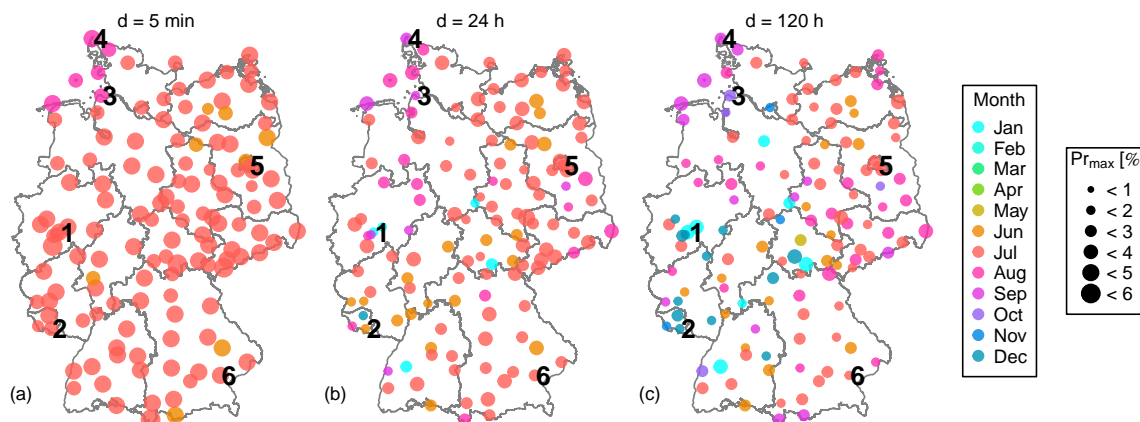 d = 5 min
d = 24 h
d = 120 h
4
3
5
1
2
6
(a)
4
3
5
1
2
6
(b)
4
3
5
1
2
6
(c)
Month
Jan
Feb
Mar
Apr
May
Jun
Jul
Aug
Sep
Oct
Nov
Dec
Prmax [%
< 1
< 2
< 3
< 4
< 5
< 6